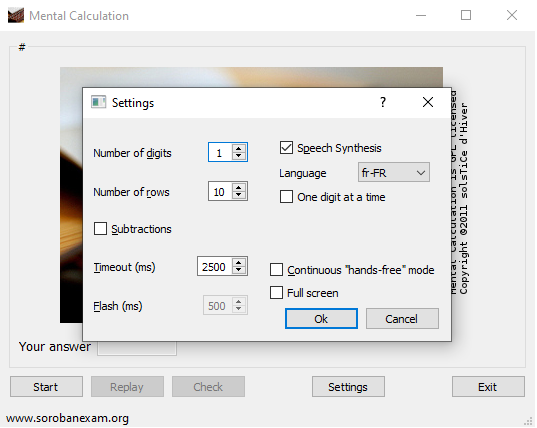 Mental Calculation
#
Settings
?
Number of digits 1
Speech Synthesis
Language fr-FR
Number of rows 10
One digit at a time
Subtractions
Timeout (ms) 2500
Continuous "hands-free" mode
Flash (ms) 500
Full screen
Ok Cancel
Mental Calculation is GPL licensed
Copyright ©2011 solsTiCe d'Hiver
Your answer
Start Replay Check Settings Exit
www.sorobanexam.org